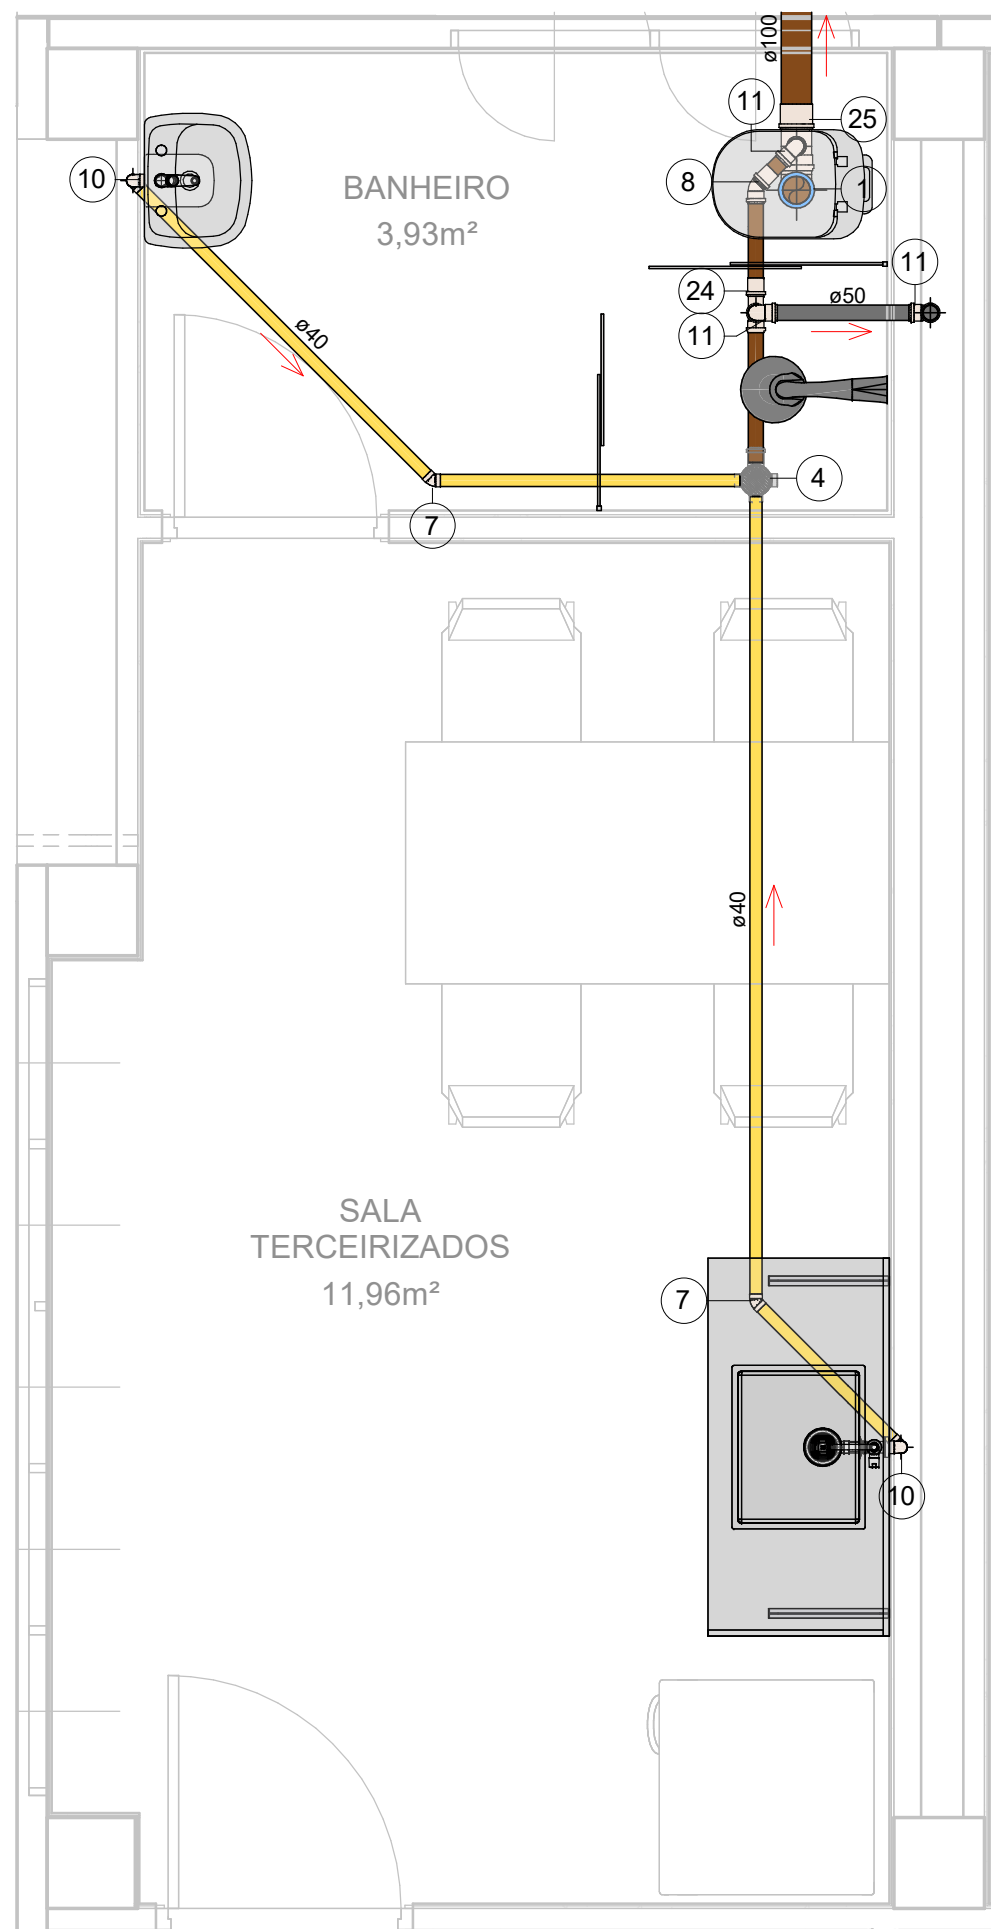 ø100
11
25
10
BANHEIRO
3,93m²
8
1
11
24
ø50
11
ø40
4
7
ø40
SALA
TERCEIRIZADOS
11,96m²
7
10